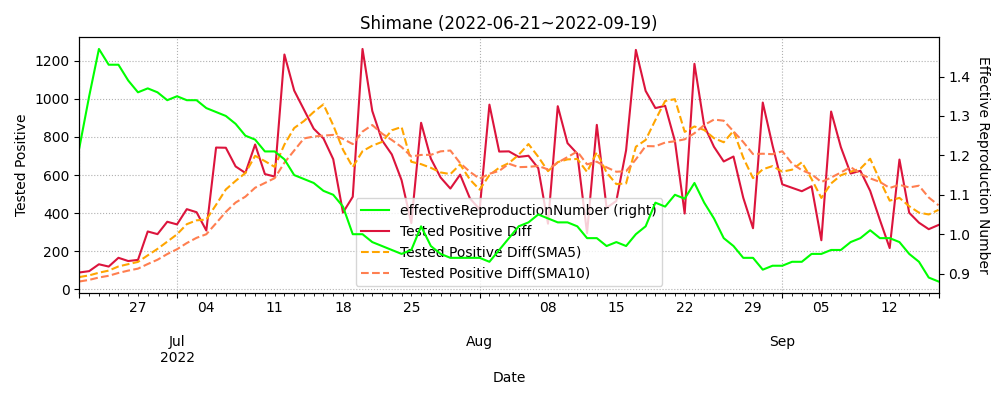 Shimane (2022-06-21~2022-09-19)
Tested Positive
1200
1000
800
600
400
200
0
1.4
1.3
1.2
1.1
1.0
0.9
Effective Reproduction Number
effectiveReproductionNumber (right)
Tested Positive Diff
Tested Positive Diff(SMA5)
Tested Positive Diff(SMA10)
27 04 11 18 25 08 15 22 29 05 12
Jul Aug Sep
2022
Date